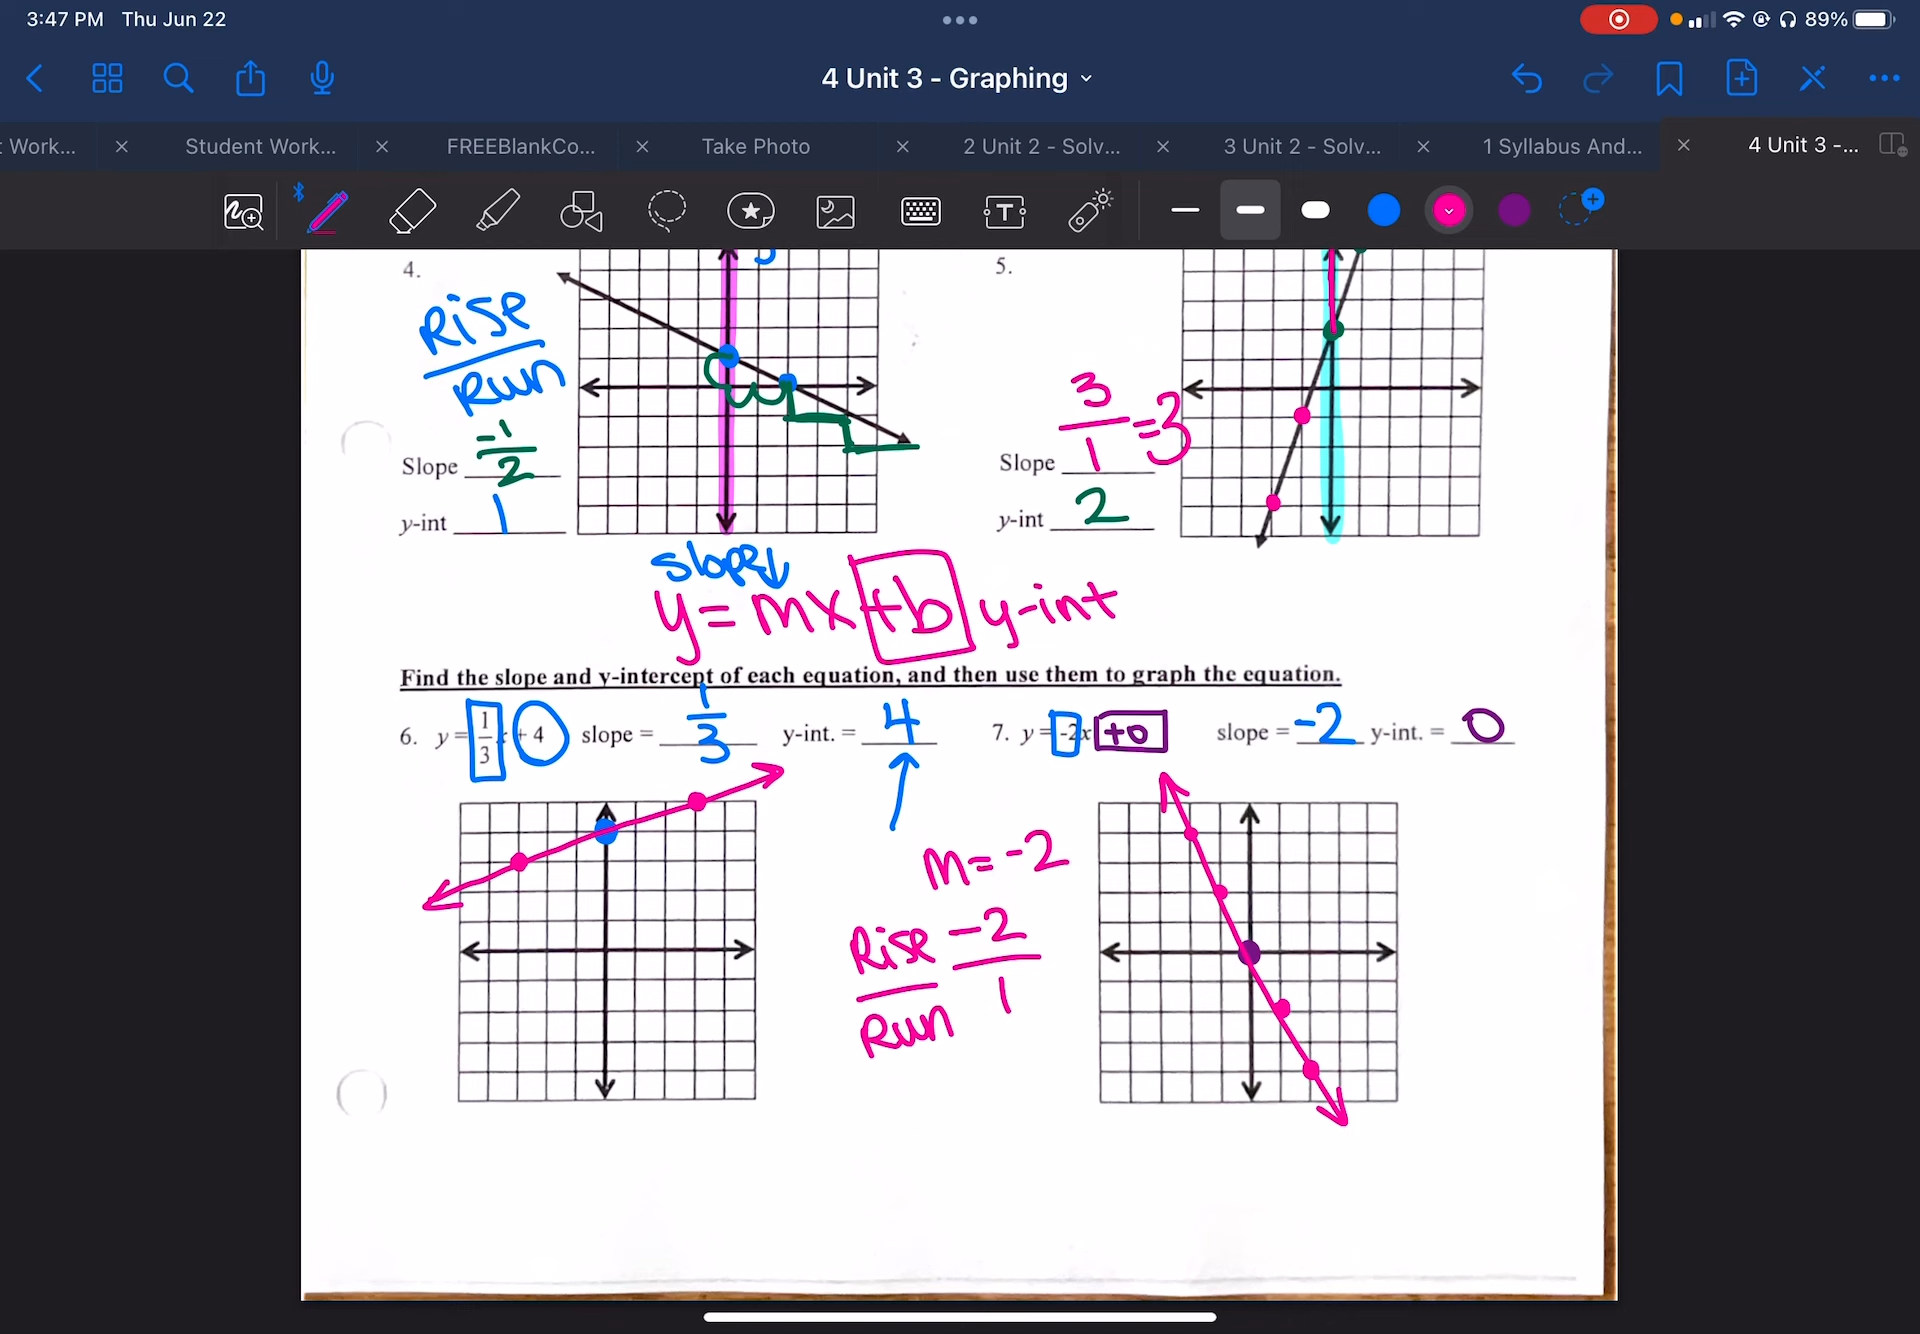 3:47 PM Thu Jun 22
89%
4 Unit 3 - Graphing
: Work... Student Work... FREEBlankCo... Take Photo 2 Unit 2 - Solv... 3 Unit 2 - Solv... 1 Syllabus And... 4 Unit 3 -...
4.
Rise
Run
Slope -1/2
y-int 1
5.
Slope 3/1 = 3
y-int 2
slope
y = mx + b y-int
Find the slope and y-intercept of each equation, and then use them to graph the equation.
6. y = 1/3 x + 4 slope = 1/3 y-int. = 4
7. y = -2x +0 slope = -2 y-int. = 0
m = -2
Rise -2
Run 1